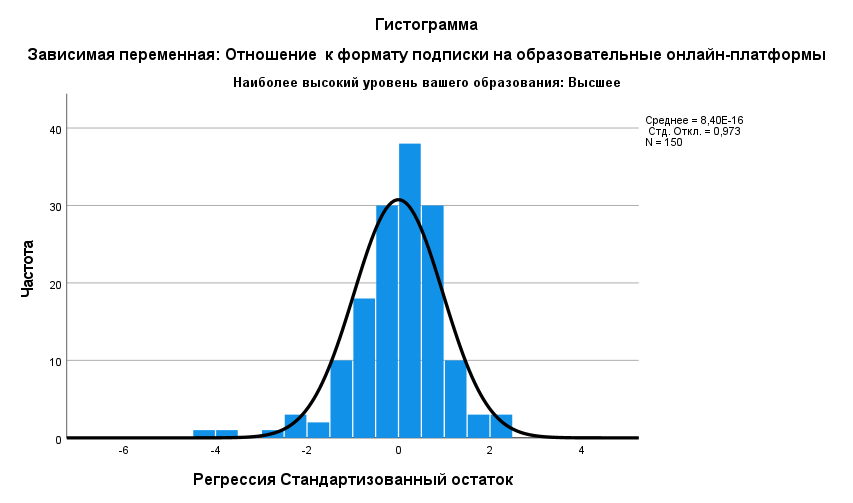 Гистограмма
Зависимая переменная: Отношение к формату подписки на образовательные онлайн-платформы
Наиболее высокий уровень вашего образования: Высшее
Среднее = 8,40E-16
Стд. Откл. = 0,973
N = 150
Частота
40
30
20
10
0
-6 -4 -2 0 2 4
Регрессия Стандартизованный остаток